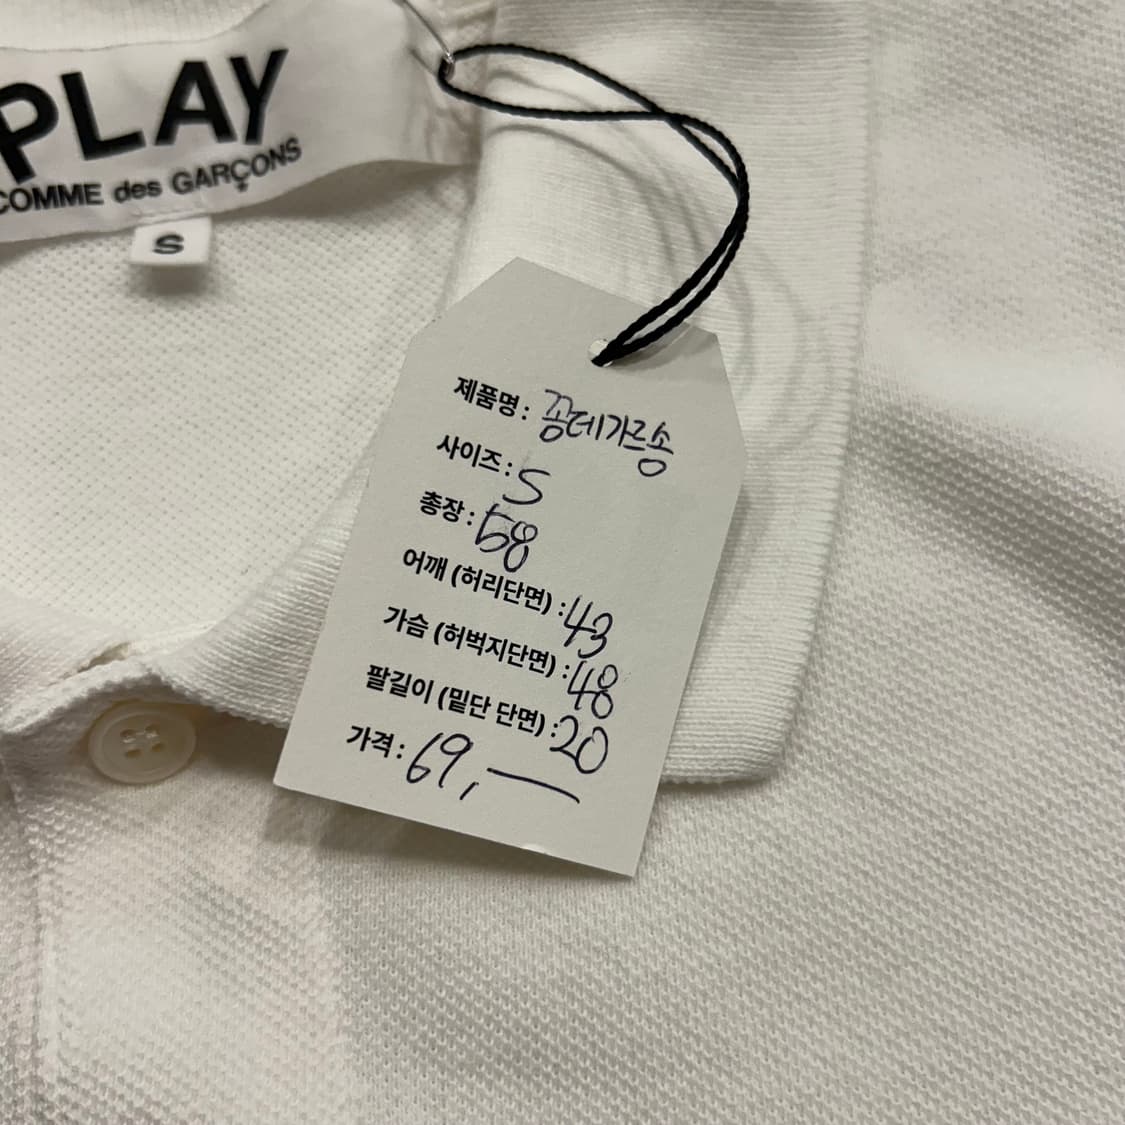 PLAY
COMME des GARÇONS
S
제품명: 꽁데가르송
사이즈: S
총장: 58
어깨 (허리단면) : 43
가슴 (허벅지단면) : 48
팔길이 (밑단 단면) : 20
가격: 69,—